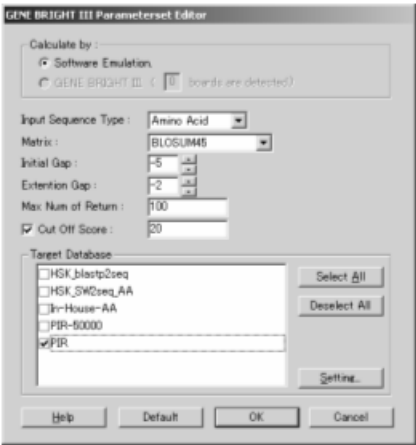 GENE BRIGHT III Parameterset Editor
Calculate by :
Software Emulation
GENE BRIGHT III ( 0 boards are detected)
Input Sequence Type : Amino Acid
Matrix : BLOSUM45
Initial Gap : -5
Extention Gap : -2
Max Num of Return : 100
Cut Off Score : 20
Target Database
HSK_blastp2seq
HSK_SW2seq_AA
In-House-AA
PIR-50000
PIR
Select All
Deselect All
Setting...
Help Default OK Cancel